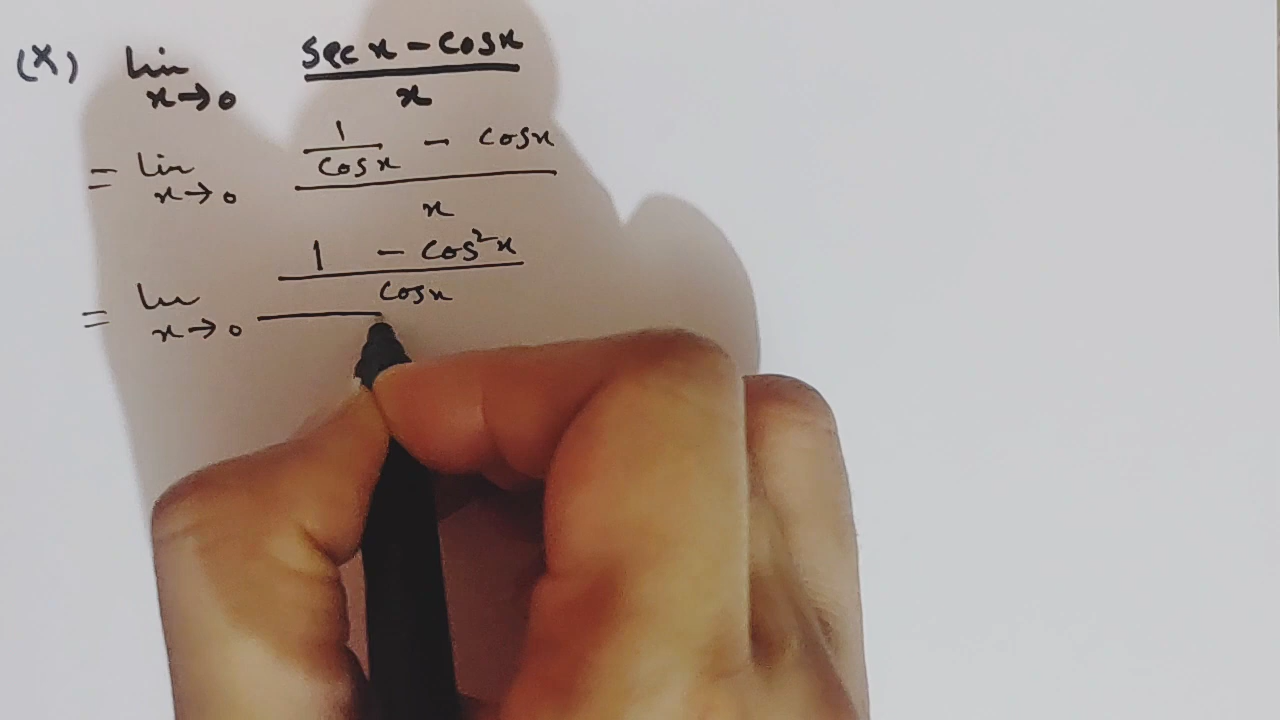 (x) lim sec x - cos x
x→0 x
= lim 1/cos x - cos x
x→0 x
= lim 1 - cos²x
x→0 cos x